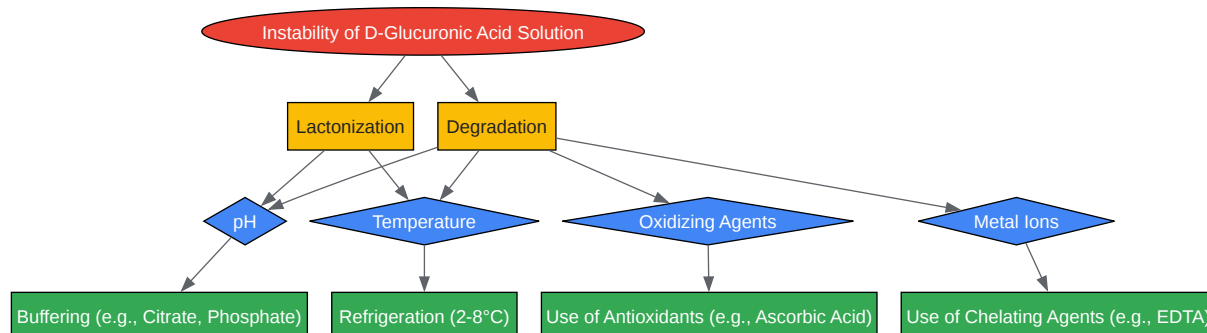 Instability of D-Glucuronic Acid Solution
Lactonization
Degradation
pH
Temperature
Oxidizing Agents
Metal Ions
Buffering (e.g., Citrate, Phosphate)
Refrigeration (2-8°C)
Use of Antioxidants (e.g., Ascorbic Acid)
Use of Chelating Agents (e.g., EDTA)